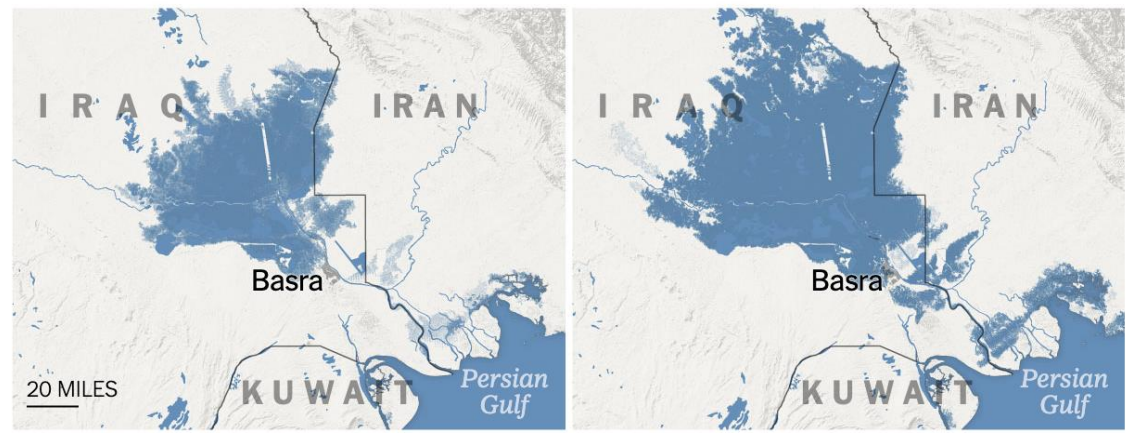 IRAQ
IRAN
Basra
20 MILES
KUWAIT
Persian
Gulf
IRAQ
IRAN
Basra
KUWAIT
Persian
Gulf